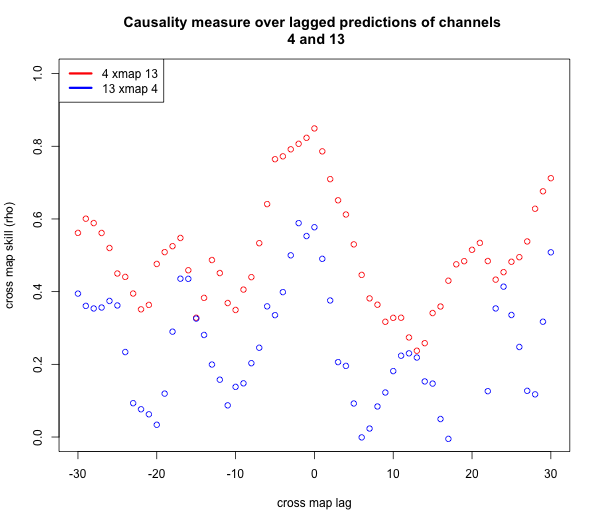 Causality measure over lagged predictions of channels
4 and 13
4 xmap 13
13 xmap 4
cross map skill (rho)
1.0
0.8
0.6
0.4
0.2
0.0
-30 -20 -10 0 10 20 30
cross map lag